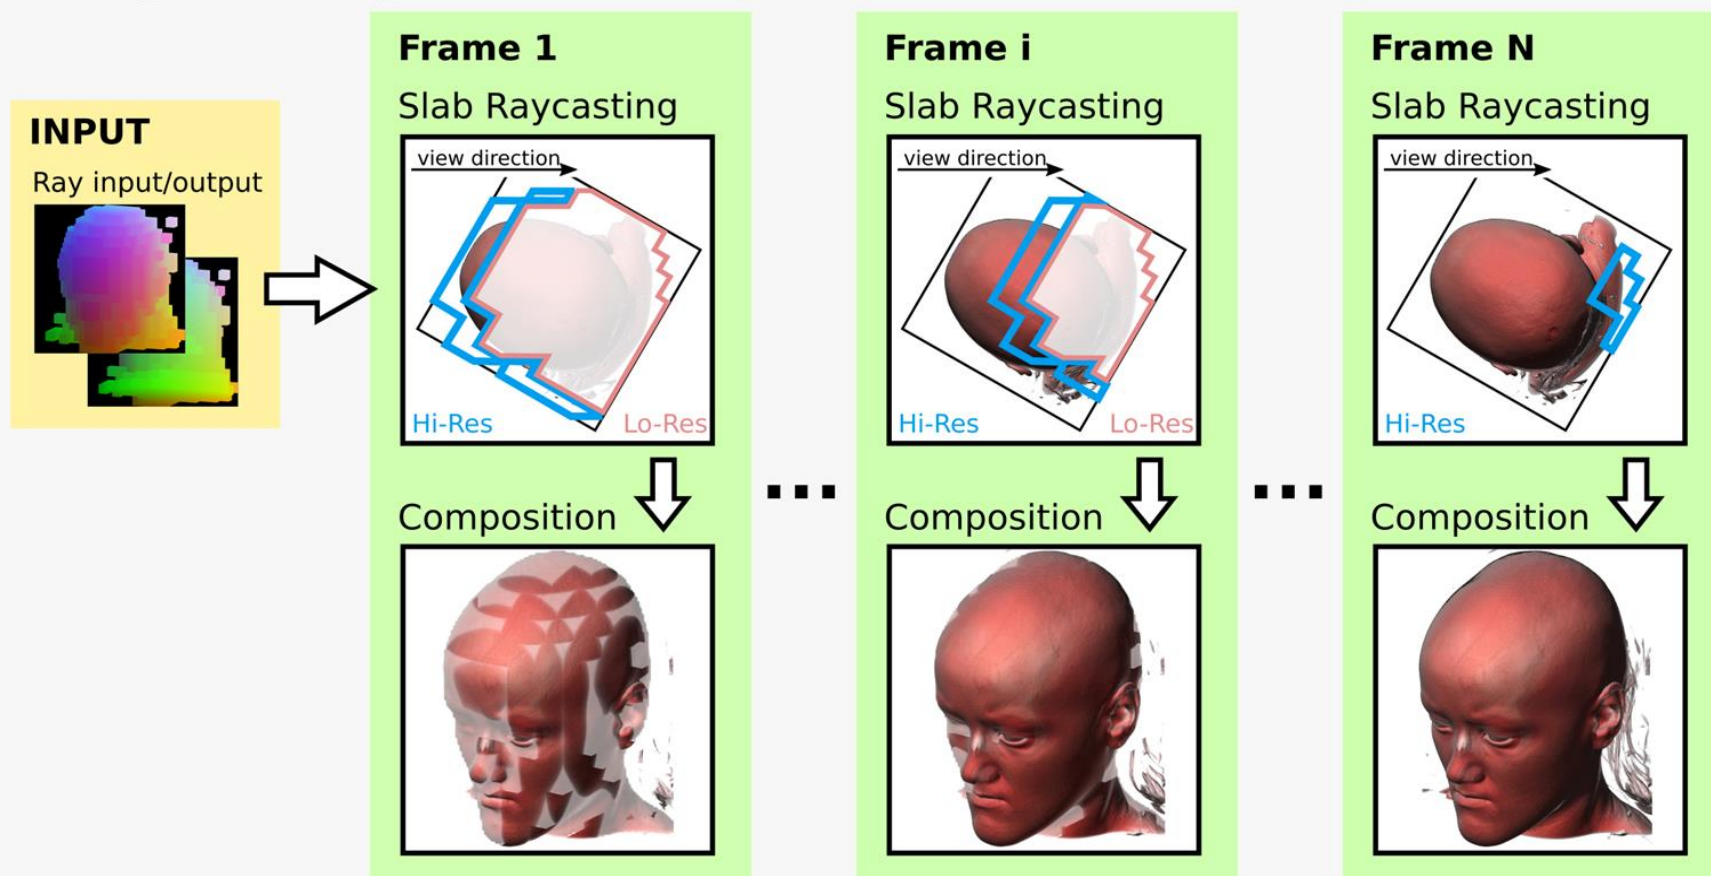 INPUT
Ray input/output
Frame 1
Slab Raycasting
view direction
Hi-Res
Lo-Res
Composition
...
Frame i
Slab Raycasting
view direction
Hi-Res
Lo-Res
Composition
...
Frame N
Slab Raycasting
view direction
Hi-Res
Composition